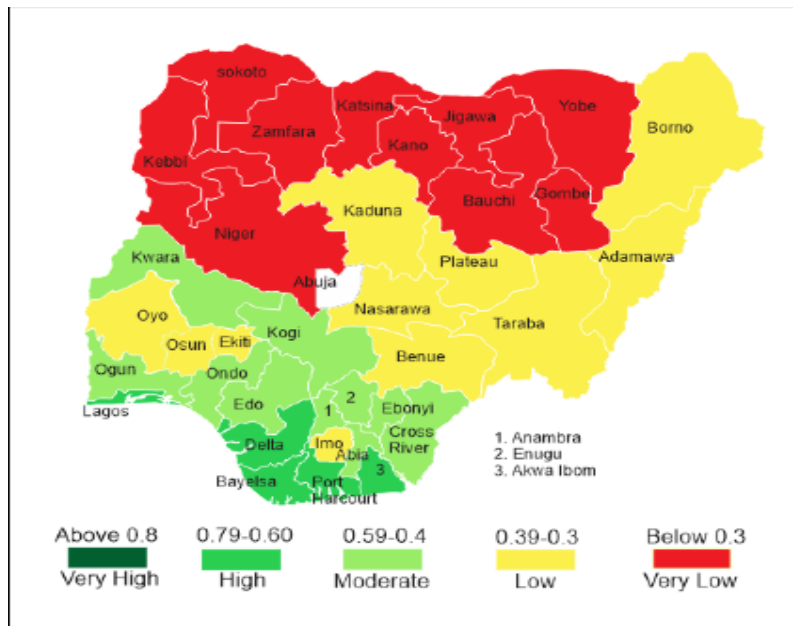 sokoto
Katsina
Jigawa
Yobe
Borno
Zamfara
Kano
Kebbi
Bauchi
Gombe
Kaduna
Niger
Kwara
Plateau
Adamawa
Abuja
Oyo
Nasarawa
Taraba
Kogi
Osun
Ekiti
Benue
Ogun
Ondo
Lagos
Edo
1
2
Ebonyi
Delta
Imo
Abia
Cross
River
3
Bayelsa
Port
Harcourt
1. Anambra
2. Enugu
3. Akwa Ibom
Above 0.8 0.79-0.60 0.59-0.4 0.39-0.3 Below 0.3
Very High High Moderate Low Very Low